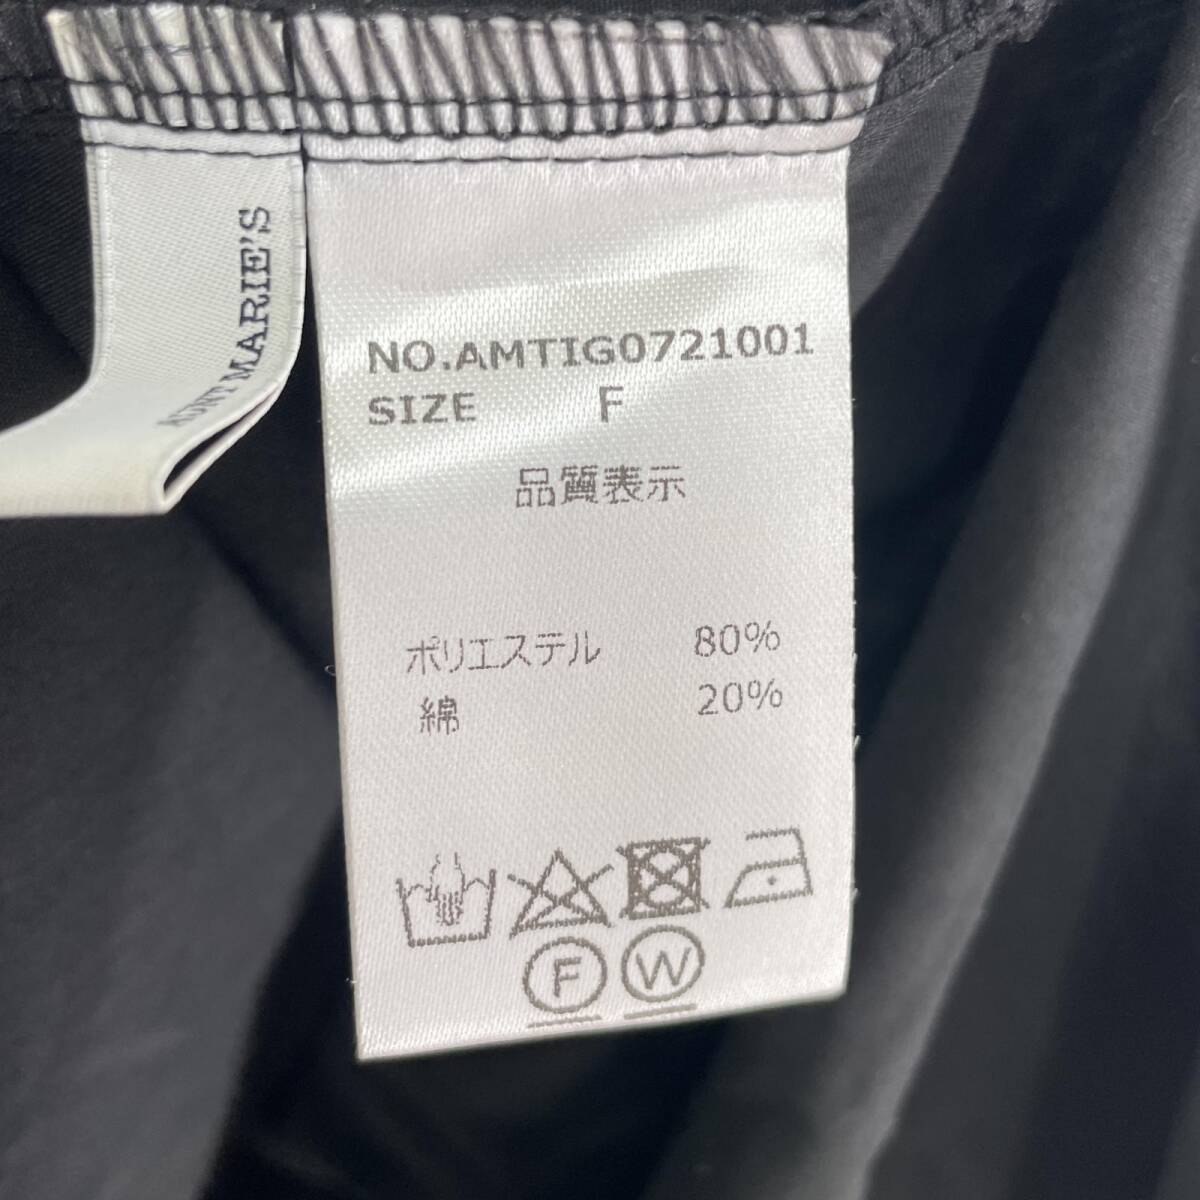 AUNT MARIE'S
NO.AMTIG0721001
SIZE F
品質表示
ポリエステル 80%
綿 20%
F W